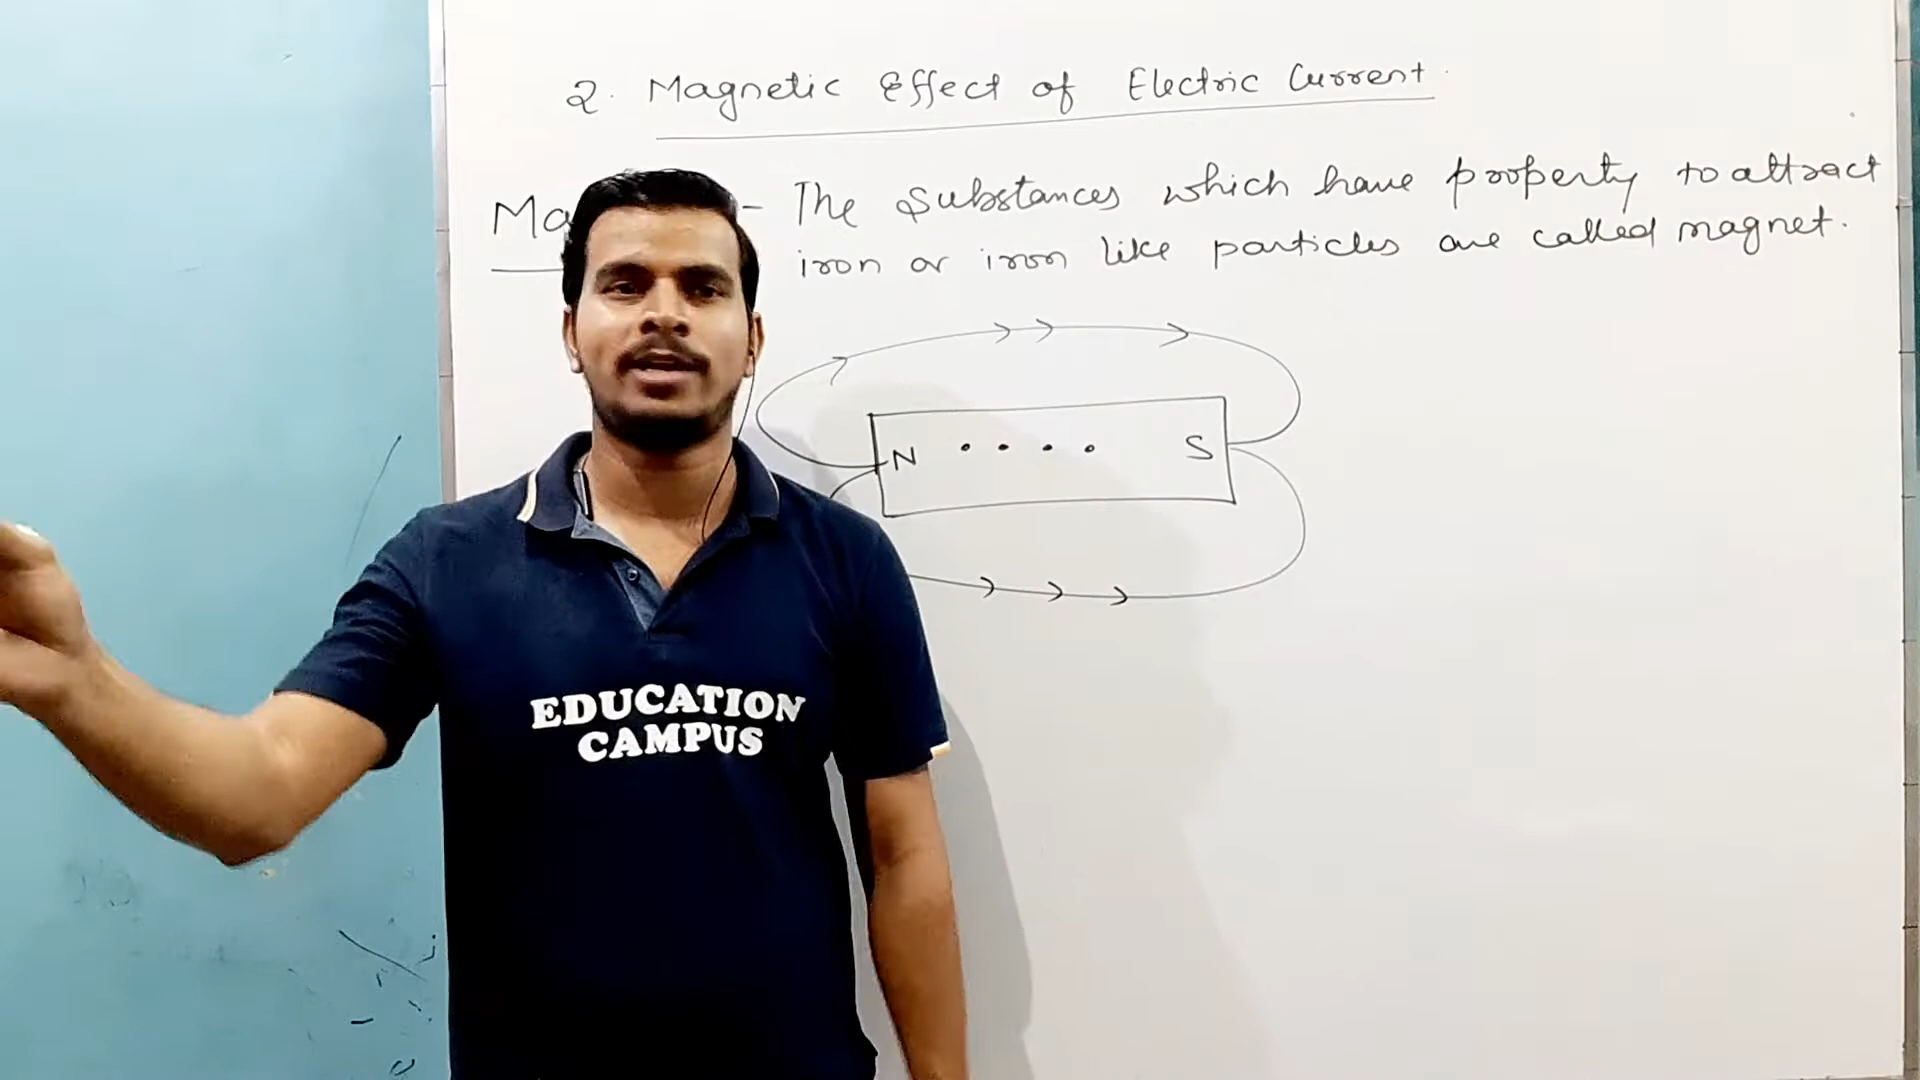 2. Magnetic Effect of Electric Current
- The substances which have property to attract
iron or iron like particles are called magnet.
N S
EDUCATION
CAMPUS